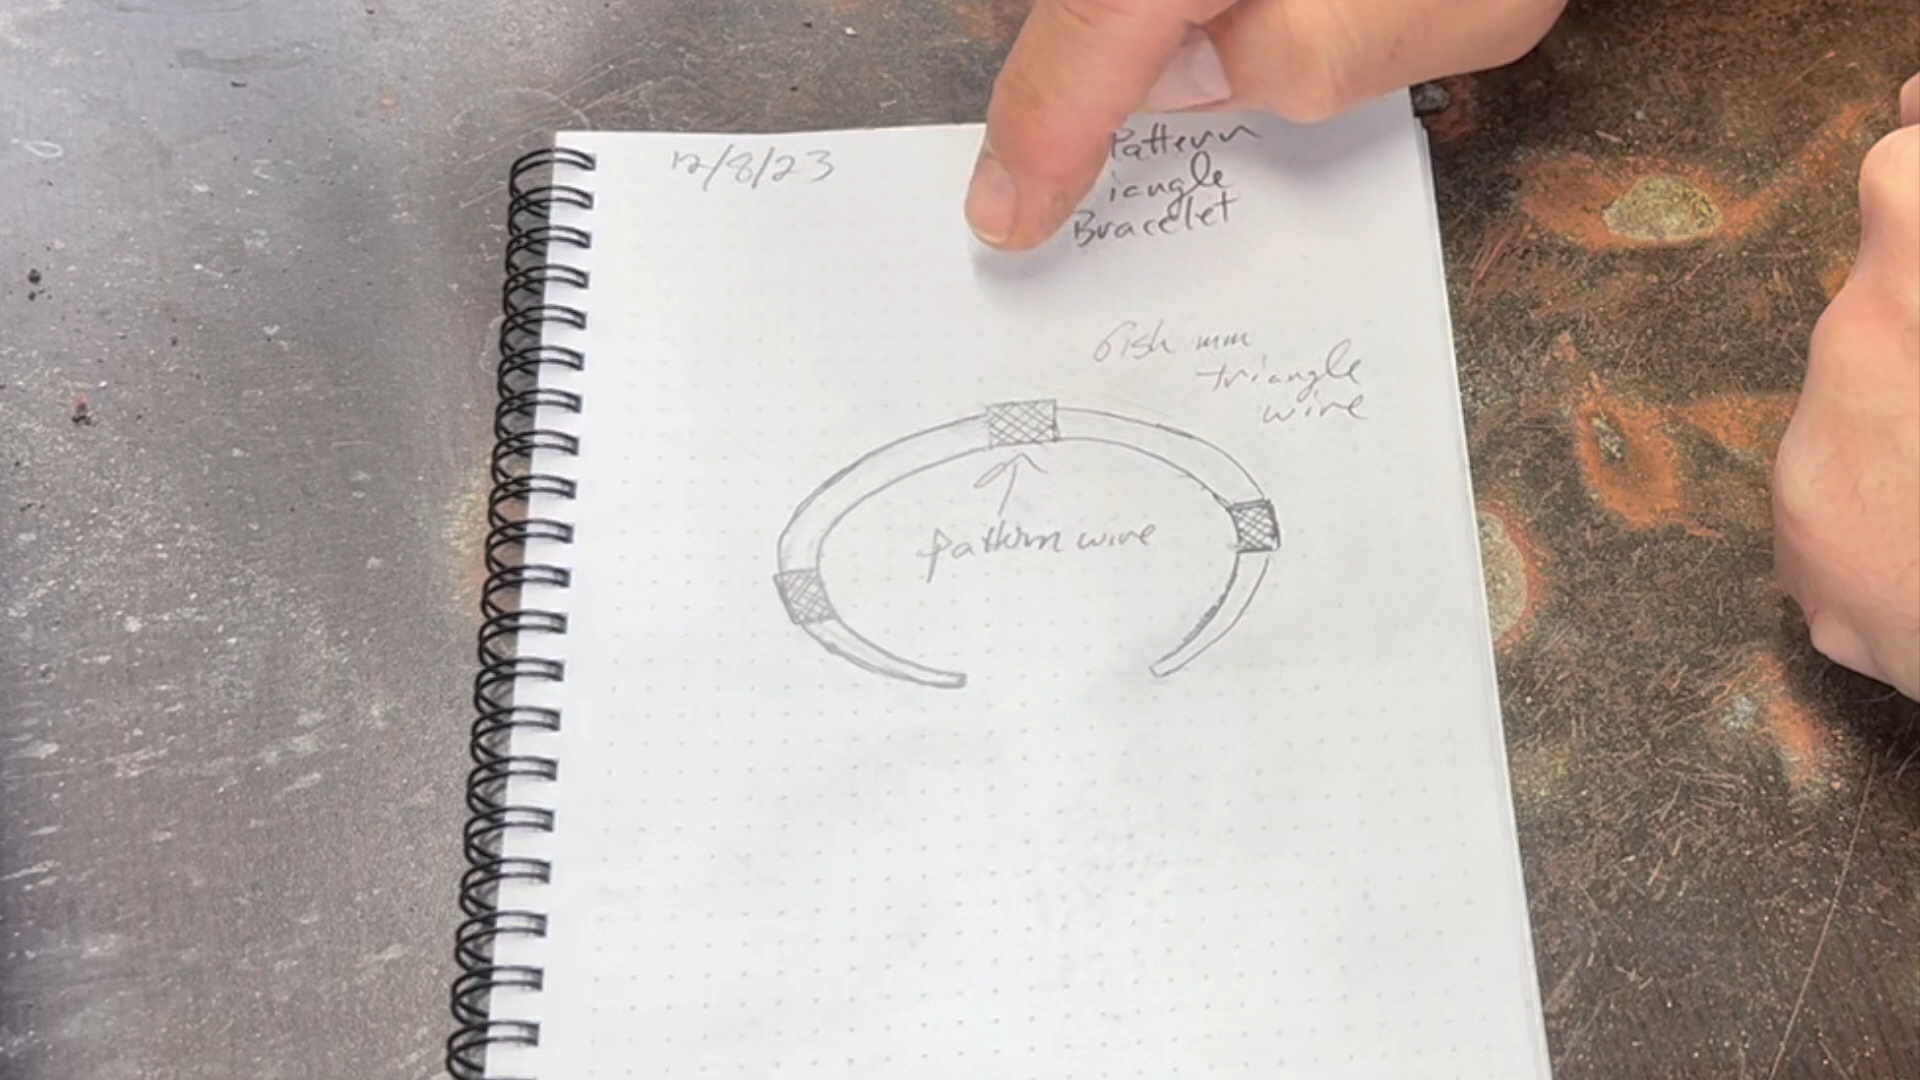 12/8/23
Pattern
iangle
Bracelet
6ish mm
triangle
wire
pattern wire